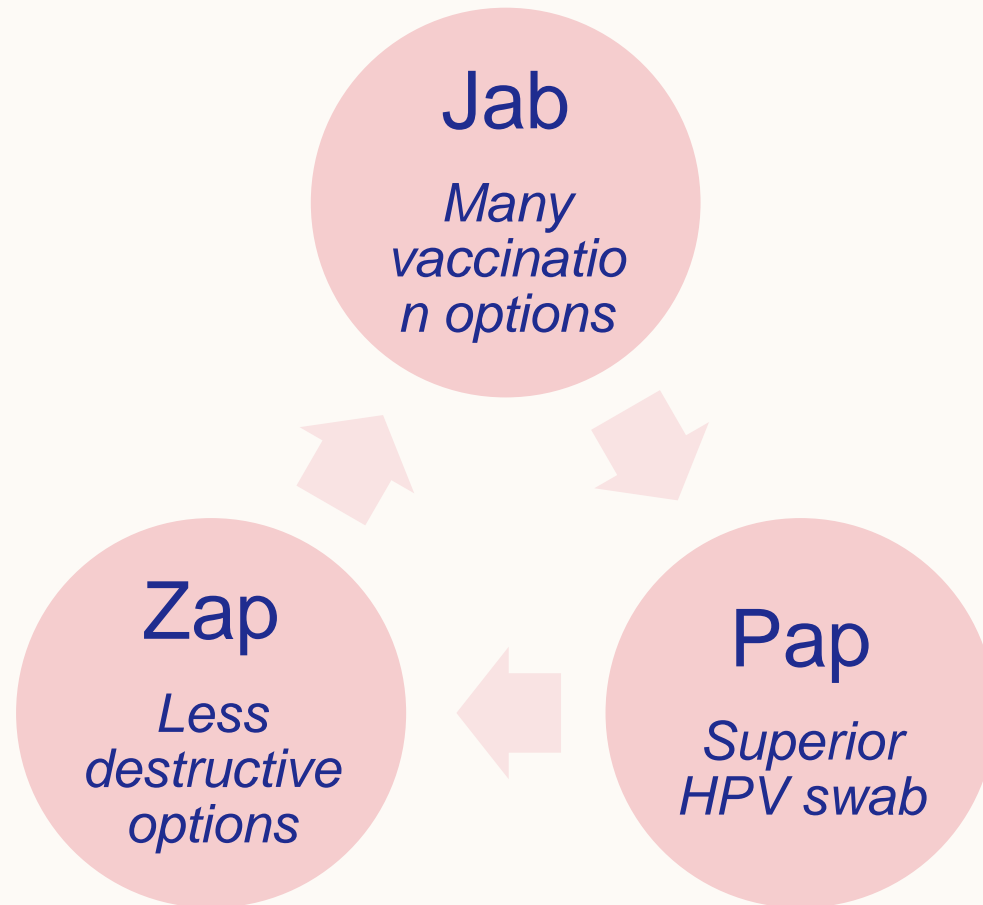 Jab
Many
vaccinatio
n options
Zap
Less
destructive
options
Pap
Superior
HPV swab